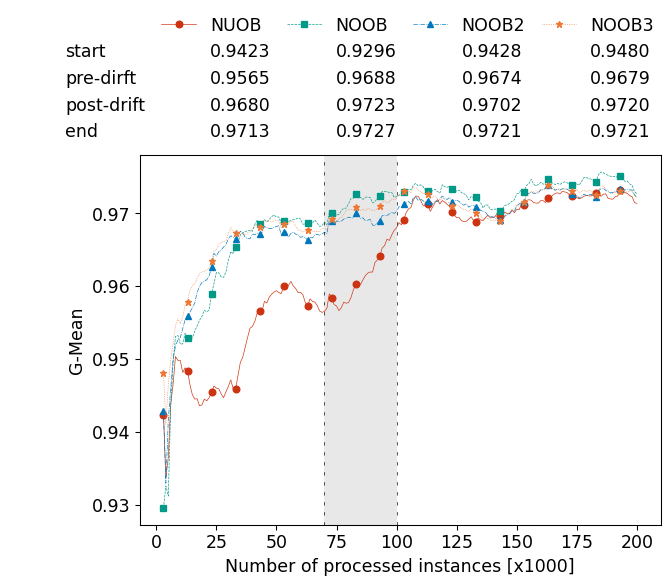 NUOB NOOB NOOB2 NOOB3
start 0.9423 0.9296 0.9428 0.9480
pre-dirft 0.9565 0.9688 0.9674 0.9679
post-drift 0.9680 0.9723 0.9702 0.9720
end 0.9713 0.9727 0.9721 0.9721
0.97
0.96
0.95
0.94
0.93
G-Mean
0 25 50 75 100 125 150 175 200
Number of processed instances [x1000]